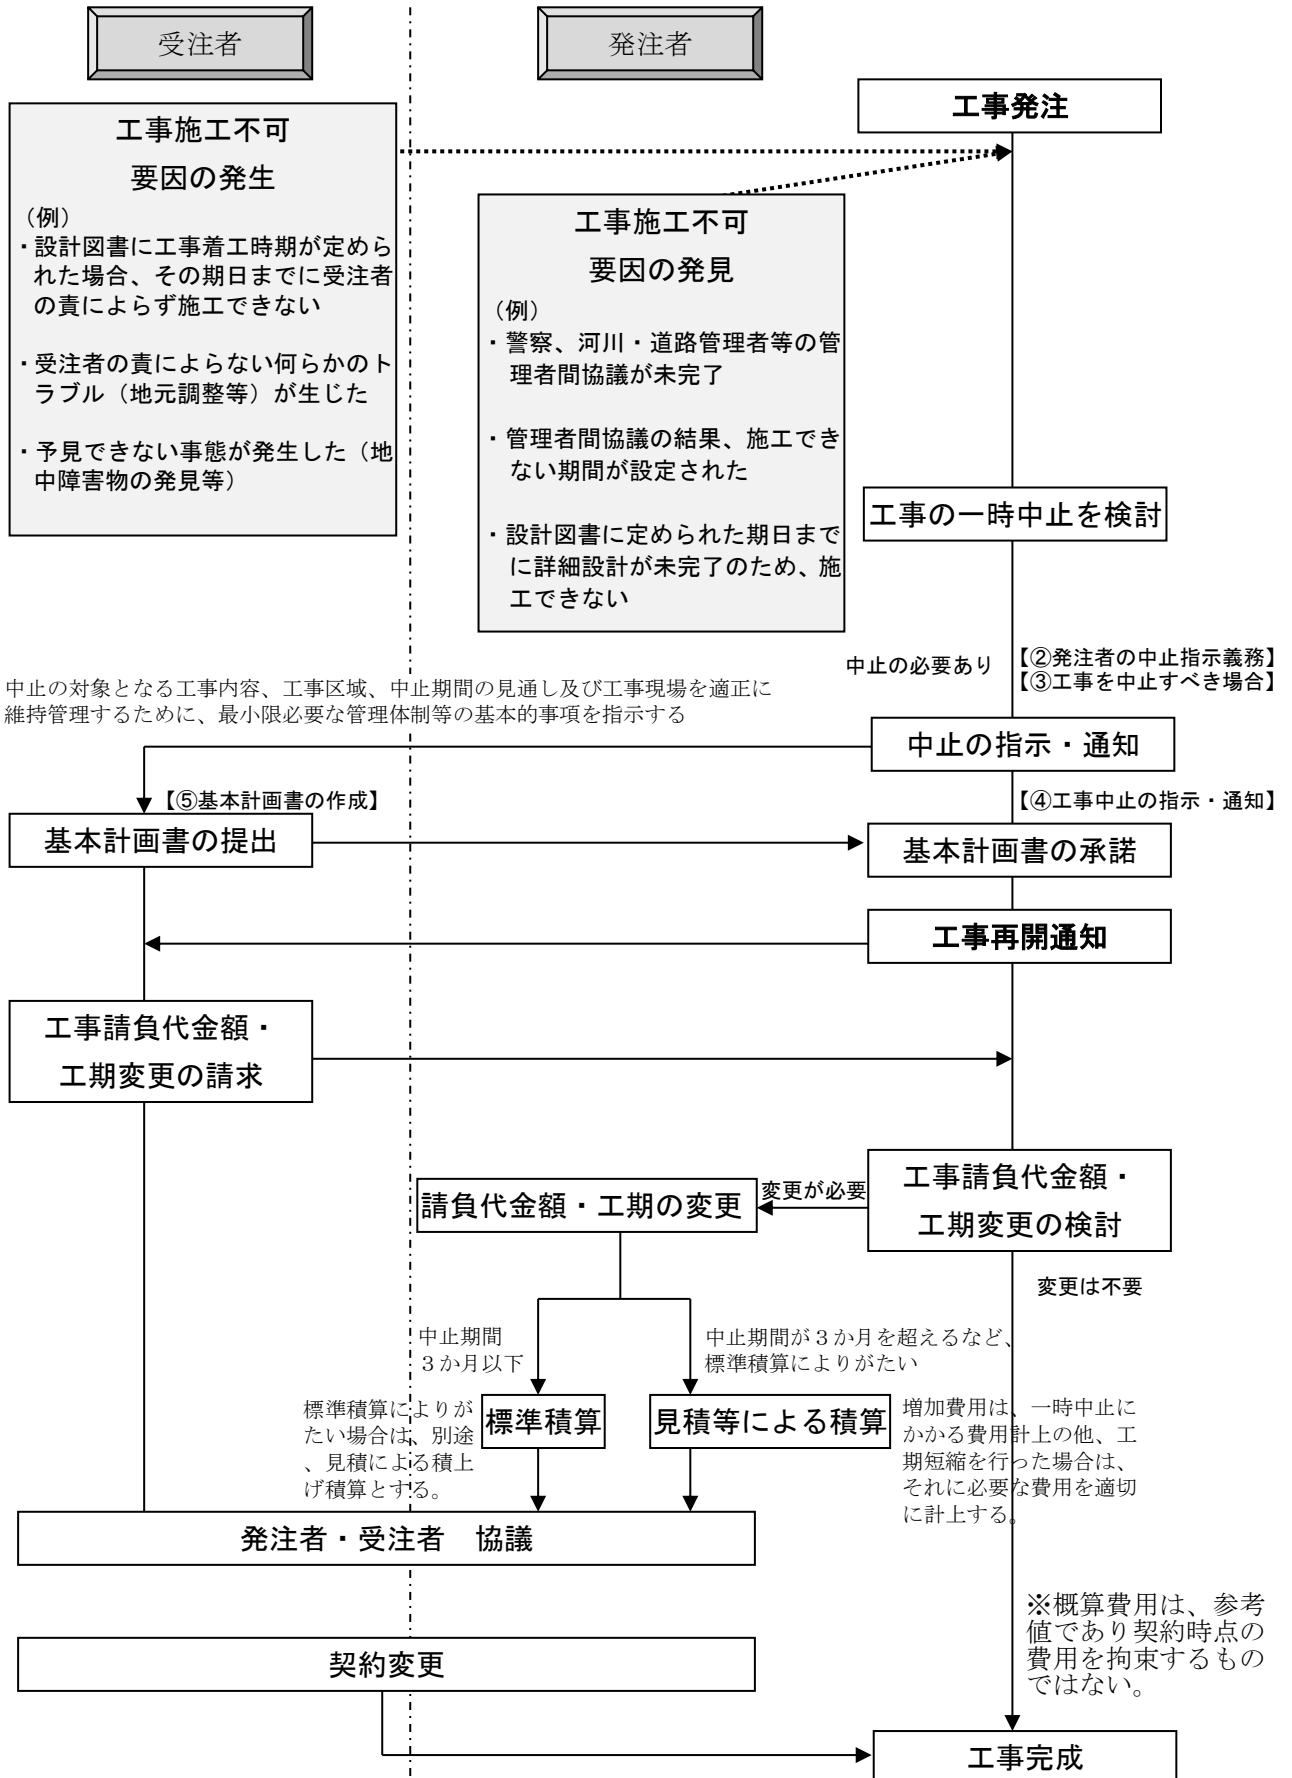 受注者
発注者
工事発注
工事施工不可
要因の発生
（例）
・設計図書に工事着工時期が定めら
れた場合、その期日までに受注者
の責によらず施工できない
・受注者の責によらない何らかのト
ラブル（地元調整等）が生じた
・予見できない事態が発生した（地
中障害物の発見等）
工事施工不可
要因の発見
（例）
・警察、河川・道路管理者等の管
理者間協議が未完了
・管理者間協議の結果、施工でき
ない期間が設定された
・設計図書に定められた期日まで
に詳細設計が未完了のため、施
工できない
工事の一時中止を検討
中止の必要あり
【②発注者の中止指示義務】
【③工事を中止すべき場合】
中止の対象となる工事内容、工事区域、中止期間の見通し及び工事現場を適正に
維持管理するために、最小限必要な管理体制等の基本的事項を指示する
中止の指示・通知
【⑤基本計画書の作成】
【④工事中止の指示・通知】
基本計画書の提出
基本計画書の承諾
工事再開通知
工事請負代金額・
工期変更の請求
工事請負代金額・
工期変更の検討
変更が必要
請負代金額・工期の変更
変更は不要
中止期間
３か月以下
中止期間が３か月を超えるなど、
標準積算によりがたい
標準積算によりが
たい場合は、別途
、見積による積上
げ積算とする。
標準積算
見積等による積算
増加費用は、一時中止に
かかる費用計上の他、工
期短縮を行った場合は、
それに必要な費用を適切
に計上する。
発注者・受注者　協議
※概算費用は、参考
値であり契約時点の
費用を拘束するもの
ではない。
契約変更
工事完成